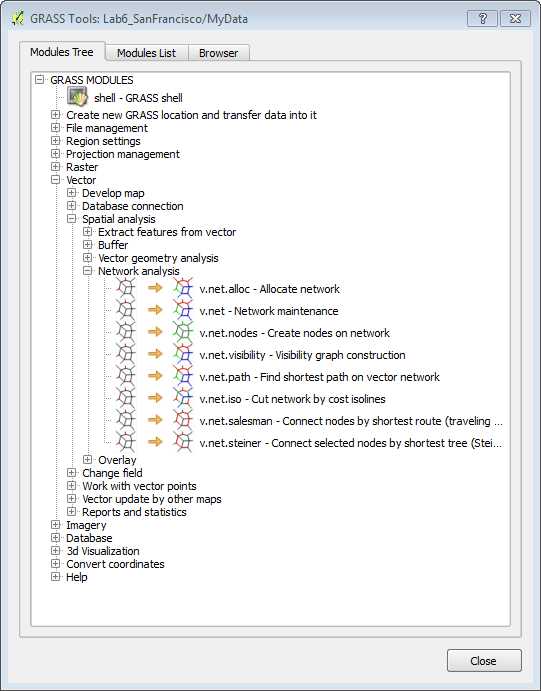 GRASS Tools: Lab6_SanFrancisco/MyData
Modules Tree
Modules List
Browser
GRASS MODULES
shell - GRASS shell
Create new GRASS location and transfer data into it
File management
Region settings
Projection management
Raster
Vector
Develop map
Database connection
Spatial analysis
Extract features from vector
Buffer
Vector geometry analysis
Network analysis
v.net.alloc - Allocate network
v.net - Network maintenance
v.net.nodes - Create nodes on network
v.net.visibility - Visibility graph construction
v.net.path - Find shortest path on vector network
v.net.iso - Cut network by cost isolines
v.net.salesman - Connect nodes by shortest route (traveling ...
v.net.steiner - Connect selected nodes by shortest tree (Stei...
Overlay
Change field
Work with vector points
Vector update by other maps
Reports and statistics
Imagery
Database
3d Visualization
Convert coordinates
Help
Close